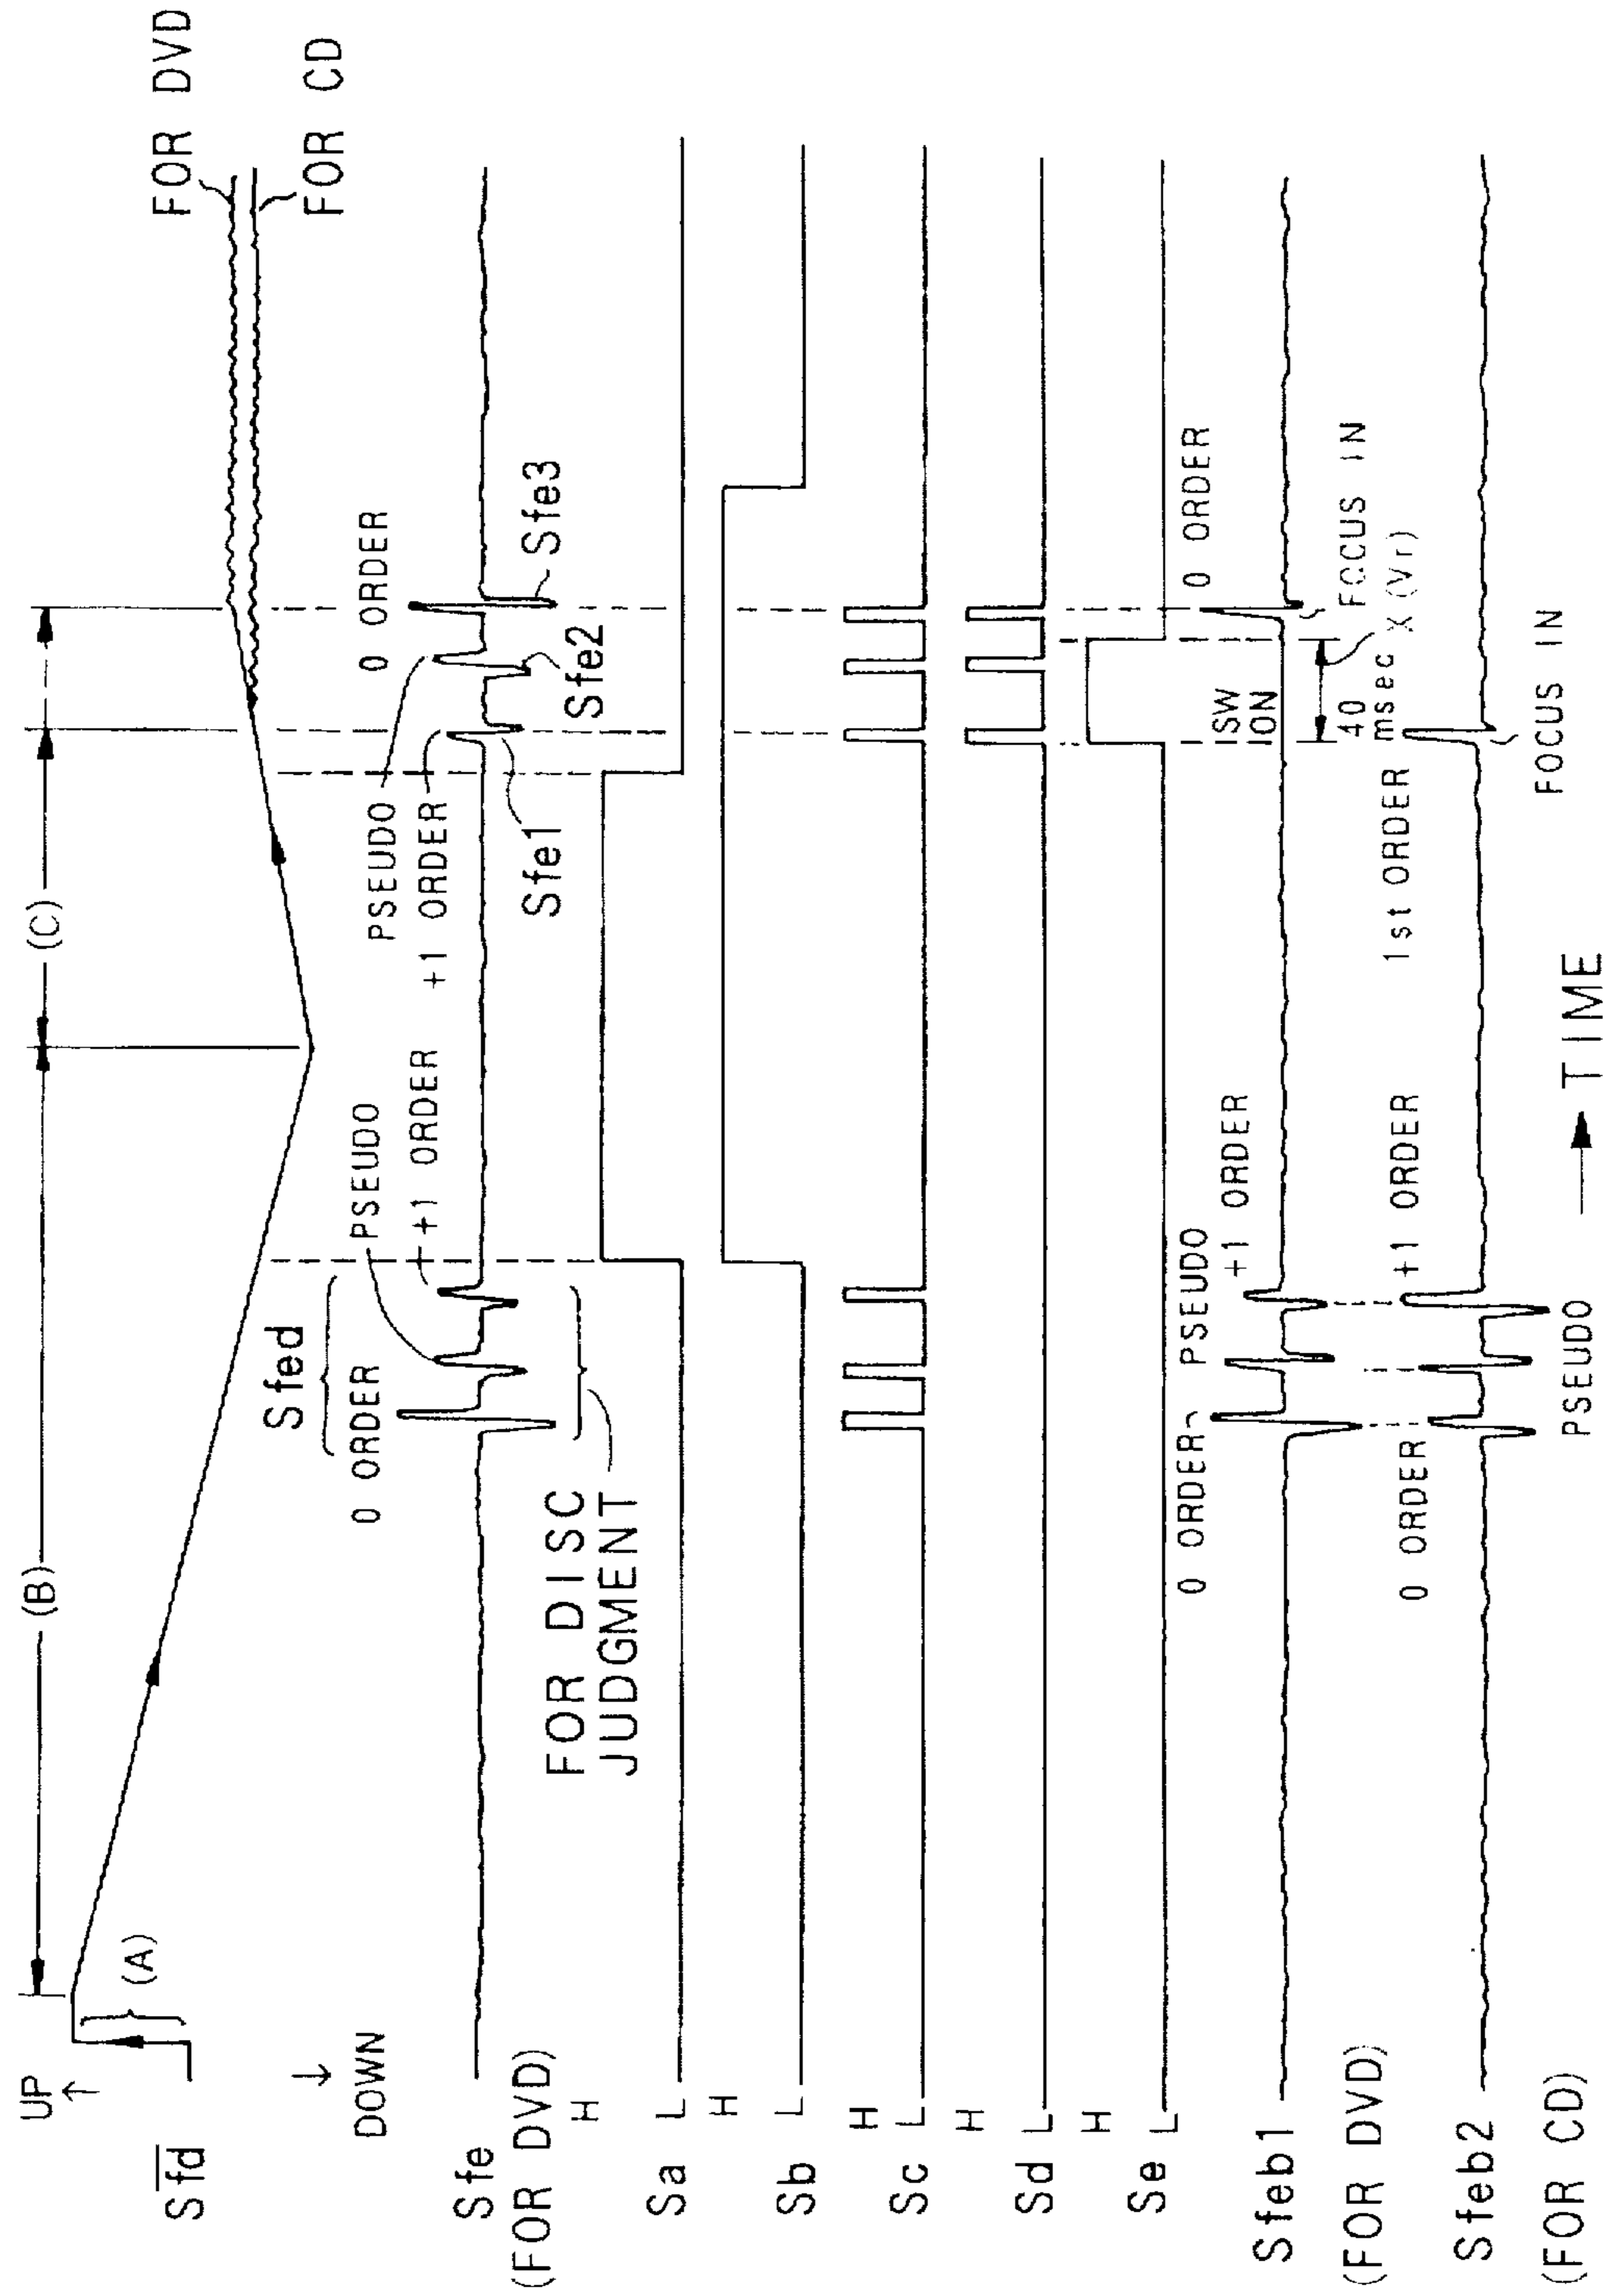 UP
DOWN
Sfd
(A)
(B)
(C)
FOR DVD
FOR CD
Sfe
(FOR DVD)
Sfed
0 ORDER
PSEUDO
+1 ORDER
FOR DISC
JUDGMENT
+1 ORDER
PSEUDO
0 ORDER
Sfe1
Sfe2
Sfe3
Sa
H
L
Sb
H
L
Sc
H
L
Sd
H
L
Se
H
L
Sfeb1
(FOR DVD)
0 ORDER
PSEUDO
+1 ORDER
ISW
ION
40
msec
X(Vr)
0 ORDER
FOCUS IN
Sfeb2
(FOR CD)
0 ORDER
PSEUDO
+1 ORDER
1st ORDER
FOCUS IN
TIME